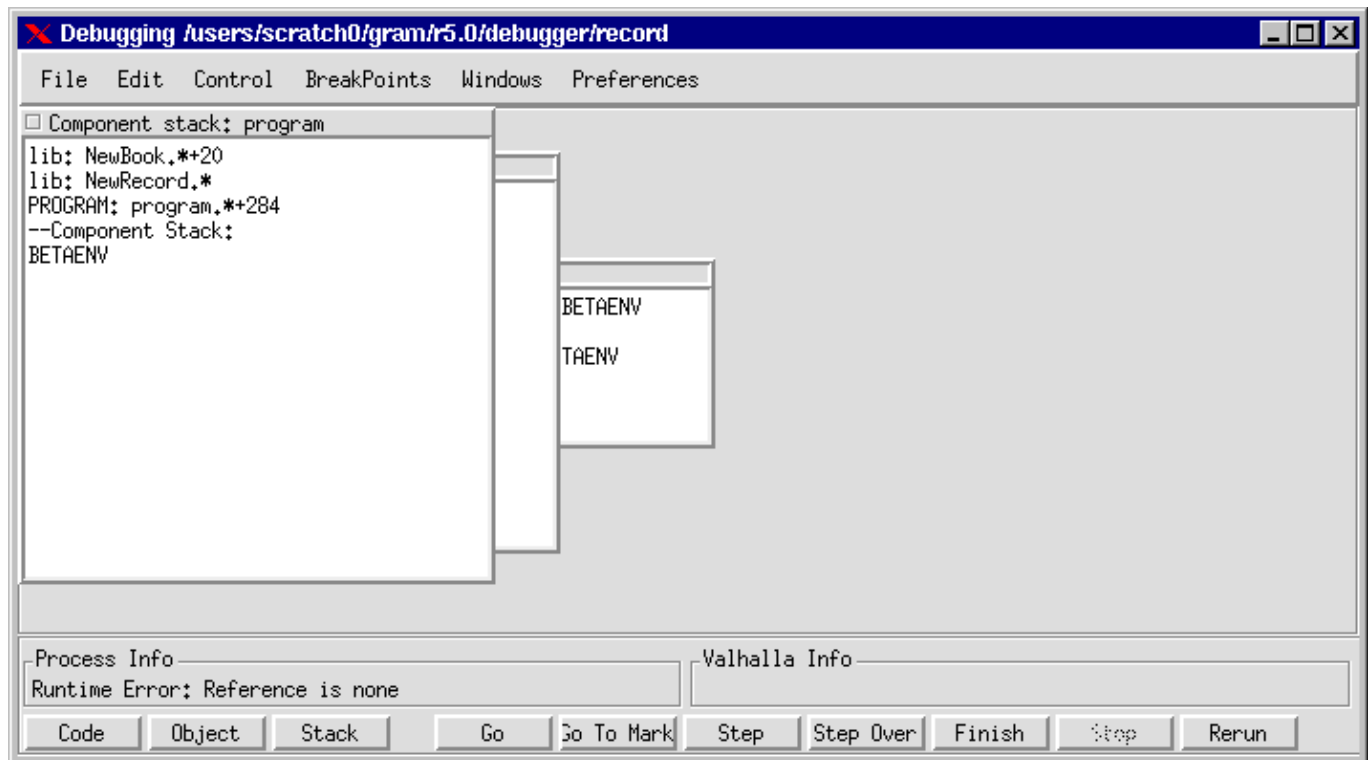 Debugging /users/scratch0/gram/r5.0/debugger/record
File Edit Control BreakPoints Windows Preferences
Component stack: program
lib: NewBook.*+20
lib: NewRecord.*
PROGRAM: program.*+284
--Component Stack:
BETAENV
BETAENV
TAENV
Process Info
Runtime Error: Reference is none
Valhalla Info
Code Object Stack Go Go To Mark Step Step Over Finish Stop Rerun